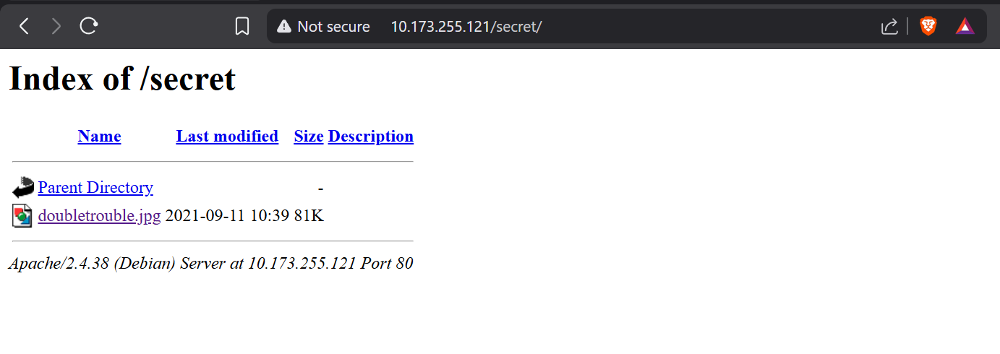 Not secure 10.173.255.121/secret/
Index of /secret
Name Last modified Size Description
Parent Directory -
doubletrouble.jpg 2021-09-11 10:39 81K
Apache/2.4.38 (Debian) Server at 10.173.255.121 Port 80